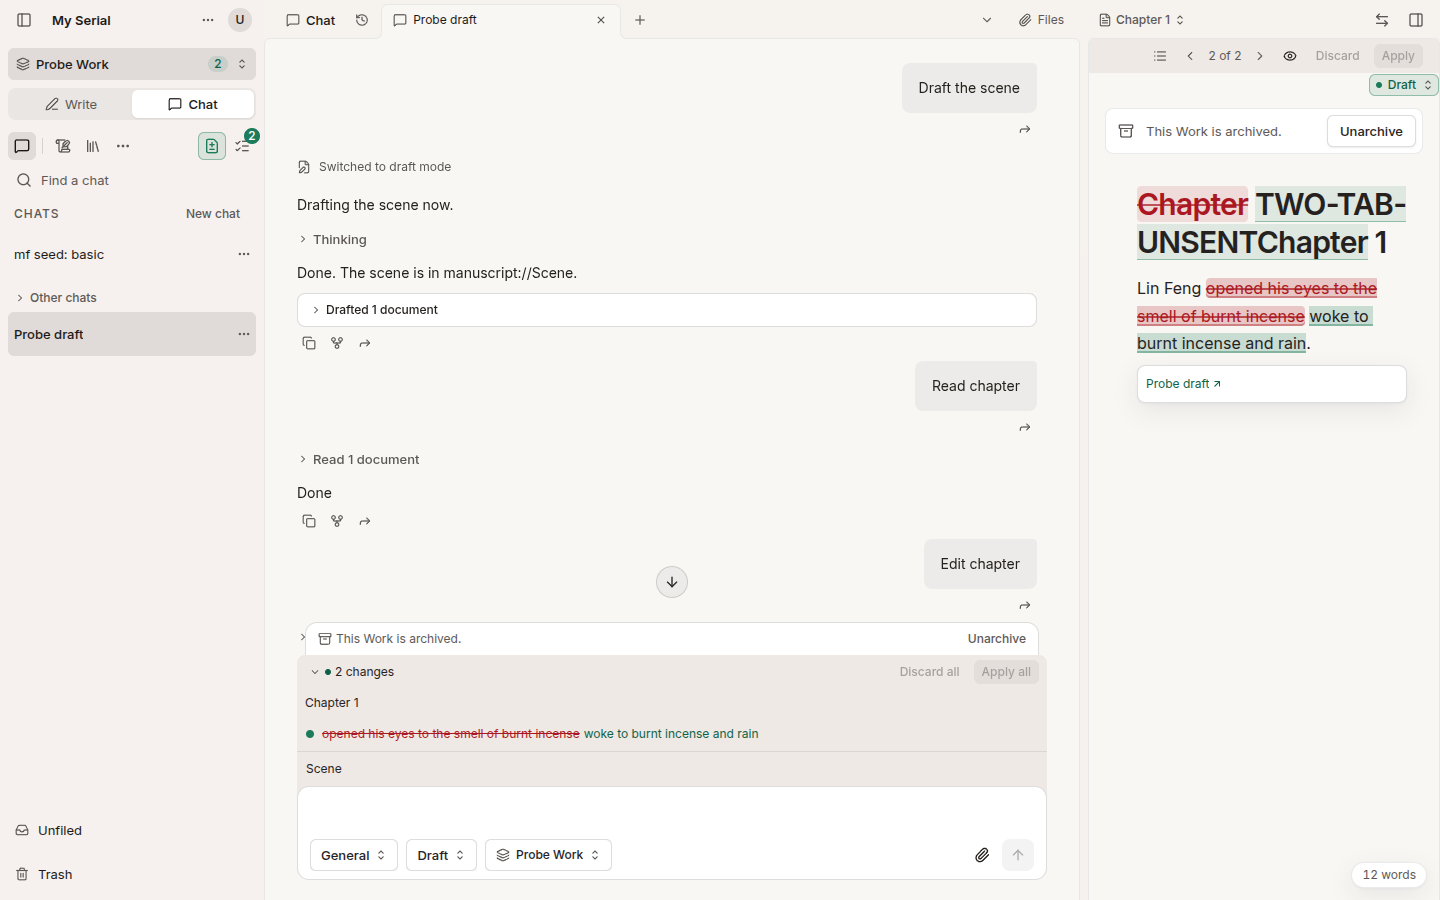 My Serial
U
Probe Work
2
Write
Chat
2
Find a chat
CHATS
New chat
mf seed: basic
Other chats
Probe draft
Unfiled
Trash
Chat
Probe draft
Files
Draft the scene
Switched to draft mode
Drafting the scene now.
Thinking
Done. The scene is in manuscript://Scene.
Drafted 1 document
Read chapter
Read 1 document
Done
Edit chapter
This Work is archived.
Unarchive
2 changes
Discard all
Apply all
Chapter 1
opened his eyes to the smell of burnt incense woke to burnt incense and rain
Scene
General
Draft
Probe Work
Chapter 1
2 of 2
Discard
Apply
Draft
This Work is archived.
Unarchive
Chapter TWO-TAB-
UNSENTChapter 1
Lin Feng opened his eyes to the
smell of burnt incense woke to
burnt incense and rain.
Probe draft
12 words